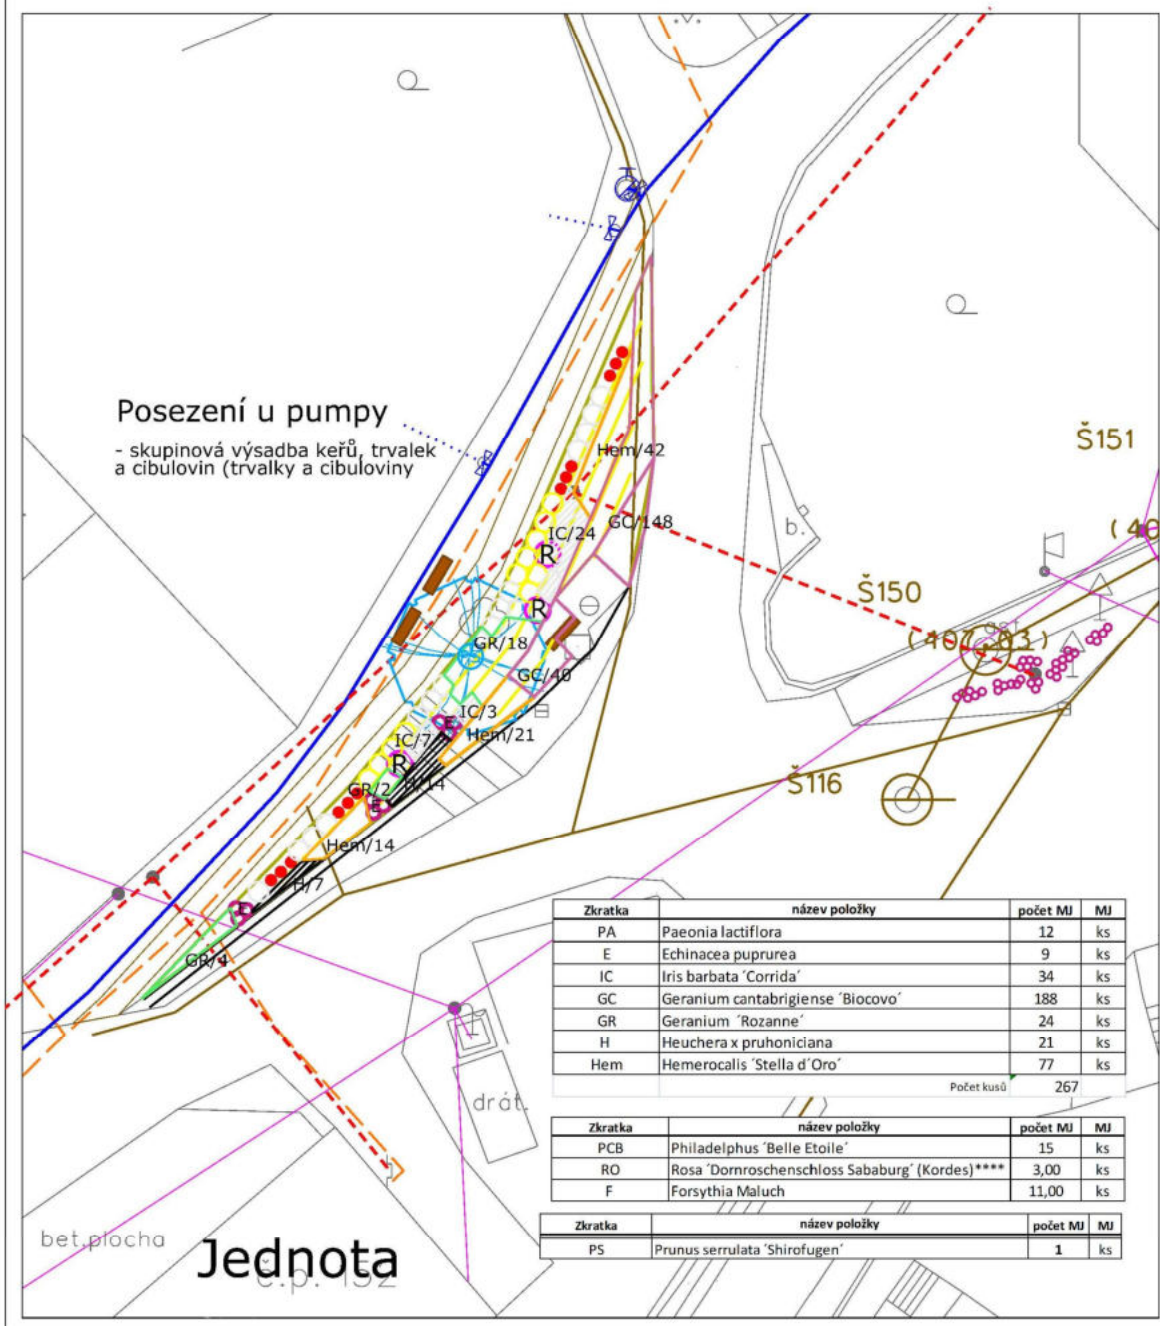 Posezení u pumpy
- skupinová výsadba keřů, trvalek
a cibulovin (trvalky a cibuloviny
Š151
Hem/42
GC/148
IC/24
R
b.
Š150
R
GR/18
GC/40
IC/3
E
Hem/21
IC/7
R
H/14
GR/2
E
Š116
Hem/14
H/7
E
GR/4
Zkratka název položky počet MJ MJ
PA Paeonia lactiflora 12 ks
E Echinacea puprurea 9 ks
IC Iris barbata ´Corrida´ 34 ks
GC Geranium cantabrigiense ´Biocovo´ 188 ks
GR Geranium ´Rozanne´ 24 ks
H Heuchera x pruhoniciana 21 ks
Hem Hemerocalis ´Stella d´Oro´ 77 ks
Počet kusů 267
drát.
Zkratka název položky počet MJ MJ
PCB Philadelphus ´Belle Etoile´ 15 ks
RO Rosa ´Dornroschenschloss Sababurg´ (Kordes)**** 3,00 ks
F Forsythia Maluch 11,00 ks
Zkratka název položky počet MJ MJ
PS Prunus serrulata ´Shirofugen´ 1 ks
bet.plocha
Jednota
č.p. 152